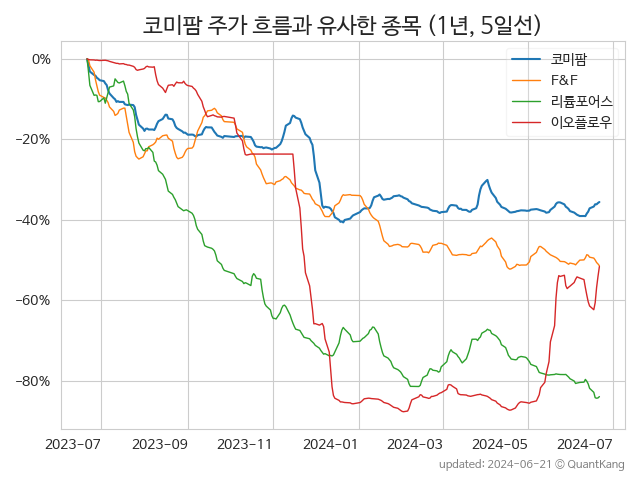 코미팜 주가 흐름과 유사한 종목 (1년, 5일선)
코미팜
F&F
리튬포어스
이오플로우
0%
−20%
−40%
−60%
−80%
2023-07
2023-09
2023-11
2024-01
2024-03
2024-05
2024-07
updated: 2024-06-21 © QuantKang